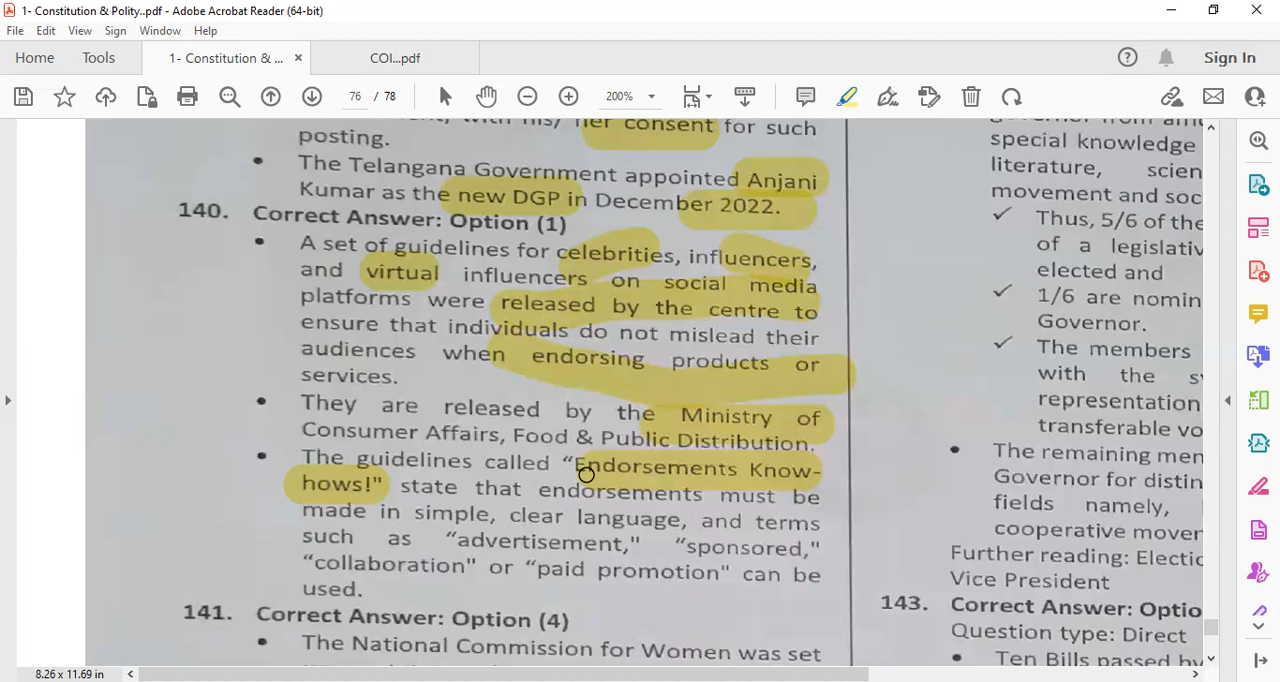 1- Constitution & Polity..pdf - Adobe Acrobat Reader (64-bit)
File Edit View Sign Window Help
Home Tools 1- Constitution & ... × COI...pdf Sign In
76 / 78 200%
her consent for such
posting.
• The Telangana Government appointed Anjani
Kumar as the new DGP in December 2022.
140. Correct Answer: Option (1)
• A set of guidelines for celebrities, influencers,
and virtual influencers on social media
platforms were released by the centre to
ensure that individuals do not mislead their
audiences when endorsing products or
services.
• They are released by the Ministry of
Consumer Affairs, Food & Public Distribution.
• The guidelines called “Endorsements Know-
hows!" state that endorsements must be
made in simple, clear language, and terms
such as “advertisement," “sponsored,"
“collaboration" or “paid promotion" can be
used.
141. Correct Answer: Option (4)
• The National Commission for Women was set
special knowledge
literature, scien
movement and soc
✓ Thus, 5/6 of the
of a legislativ
elected and
✓ 1/6 are nomin
Governor.
✓ The members
with the s
representation
transferable vo
• The remaining mem
Governor for distin
fields namely,
cooperative movem
Further reading: Electio
Vice President
143. Correct Answer: Optio
Question type: Direct
• Ten Bills passed by
8.26 x 11.69 in